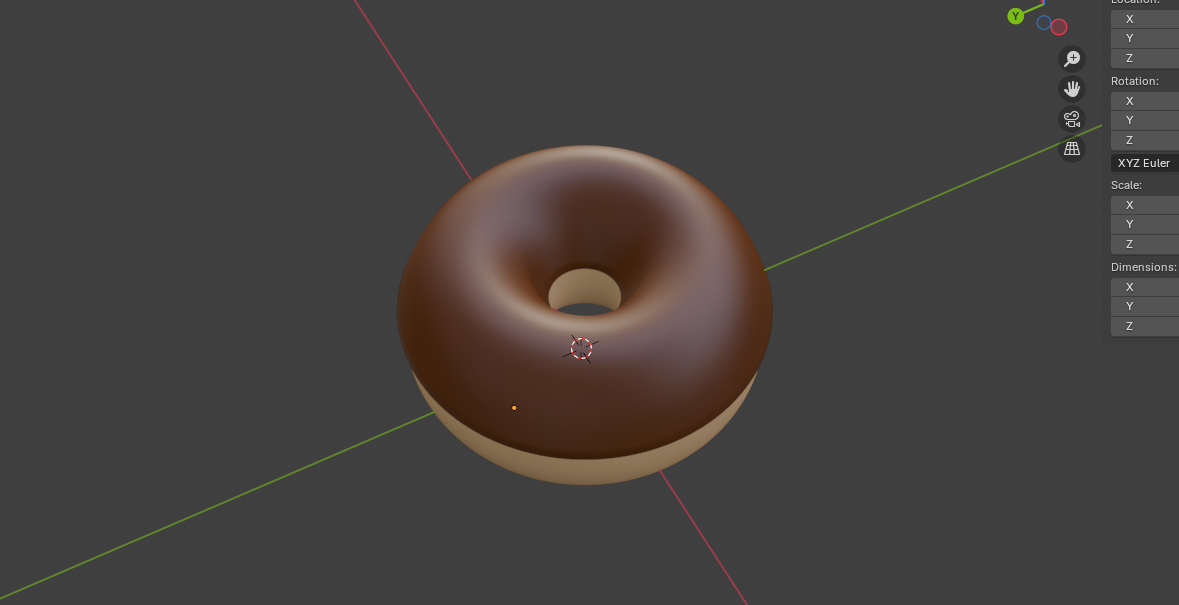 Y
Location:
X
Y
Z
Rotation:
X
Y
Z
XYZ Euler
Scale:
X
Y
Z
Dimensions:
X
Y
Z